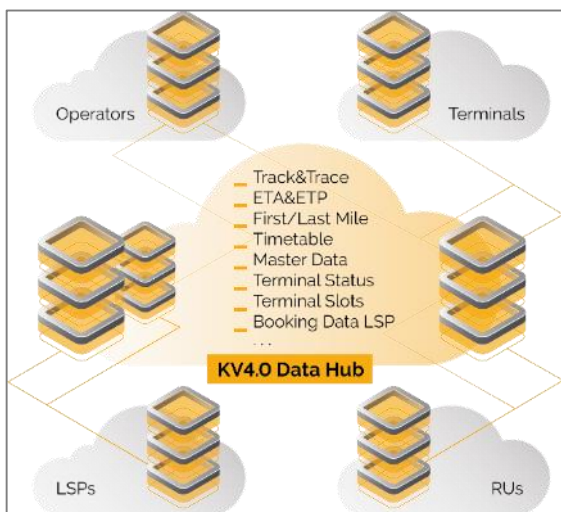 Operators
Terminals
Track&Trace
ETA&ETP
First/Last Mile
Timetable
Master Data
Terminal Status
Terminal Slots
Booking Data LSP
...
KV4.0 Data Hub
LSPs
RUs